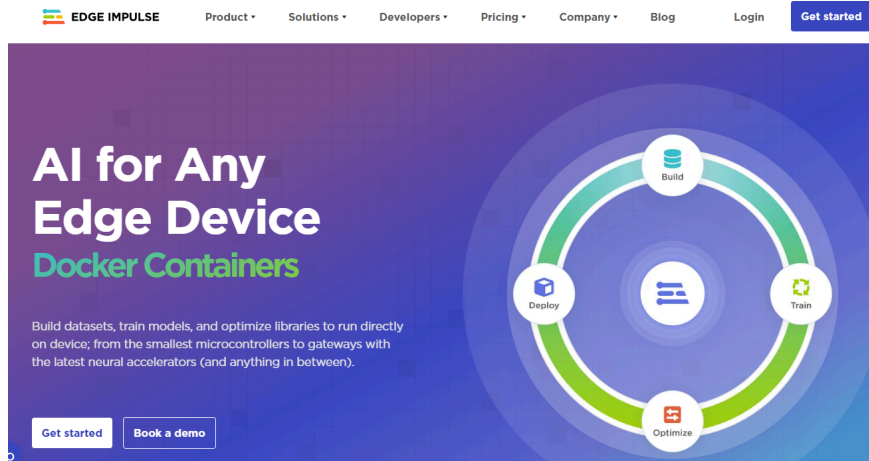 EDGE IMPULSE
Product
Solutions
Developers
Pricing
Company
Blog
Login
Get started
AI for Any
Edge Device
Docker Containers
Build datasets, train models, and optimize libraries to run directly
on device; from the smallest microcontrollers to gateways with
the latest neural accelerators (and anything in between).
Get started
Book a demo
Build
Deploy
Train
Optimize